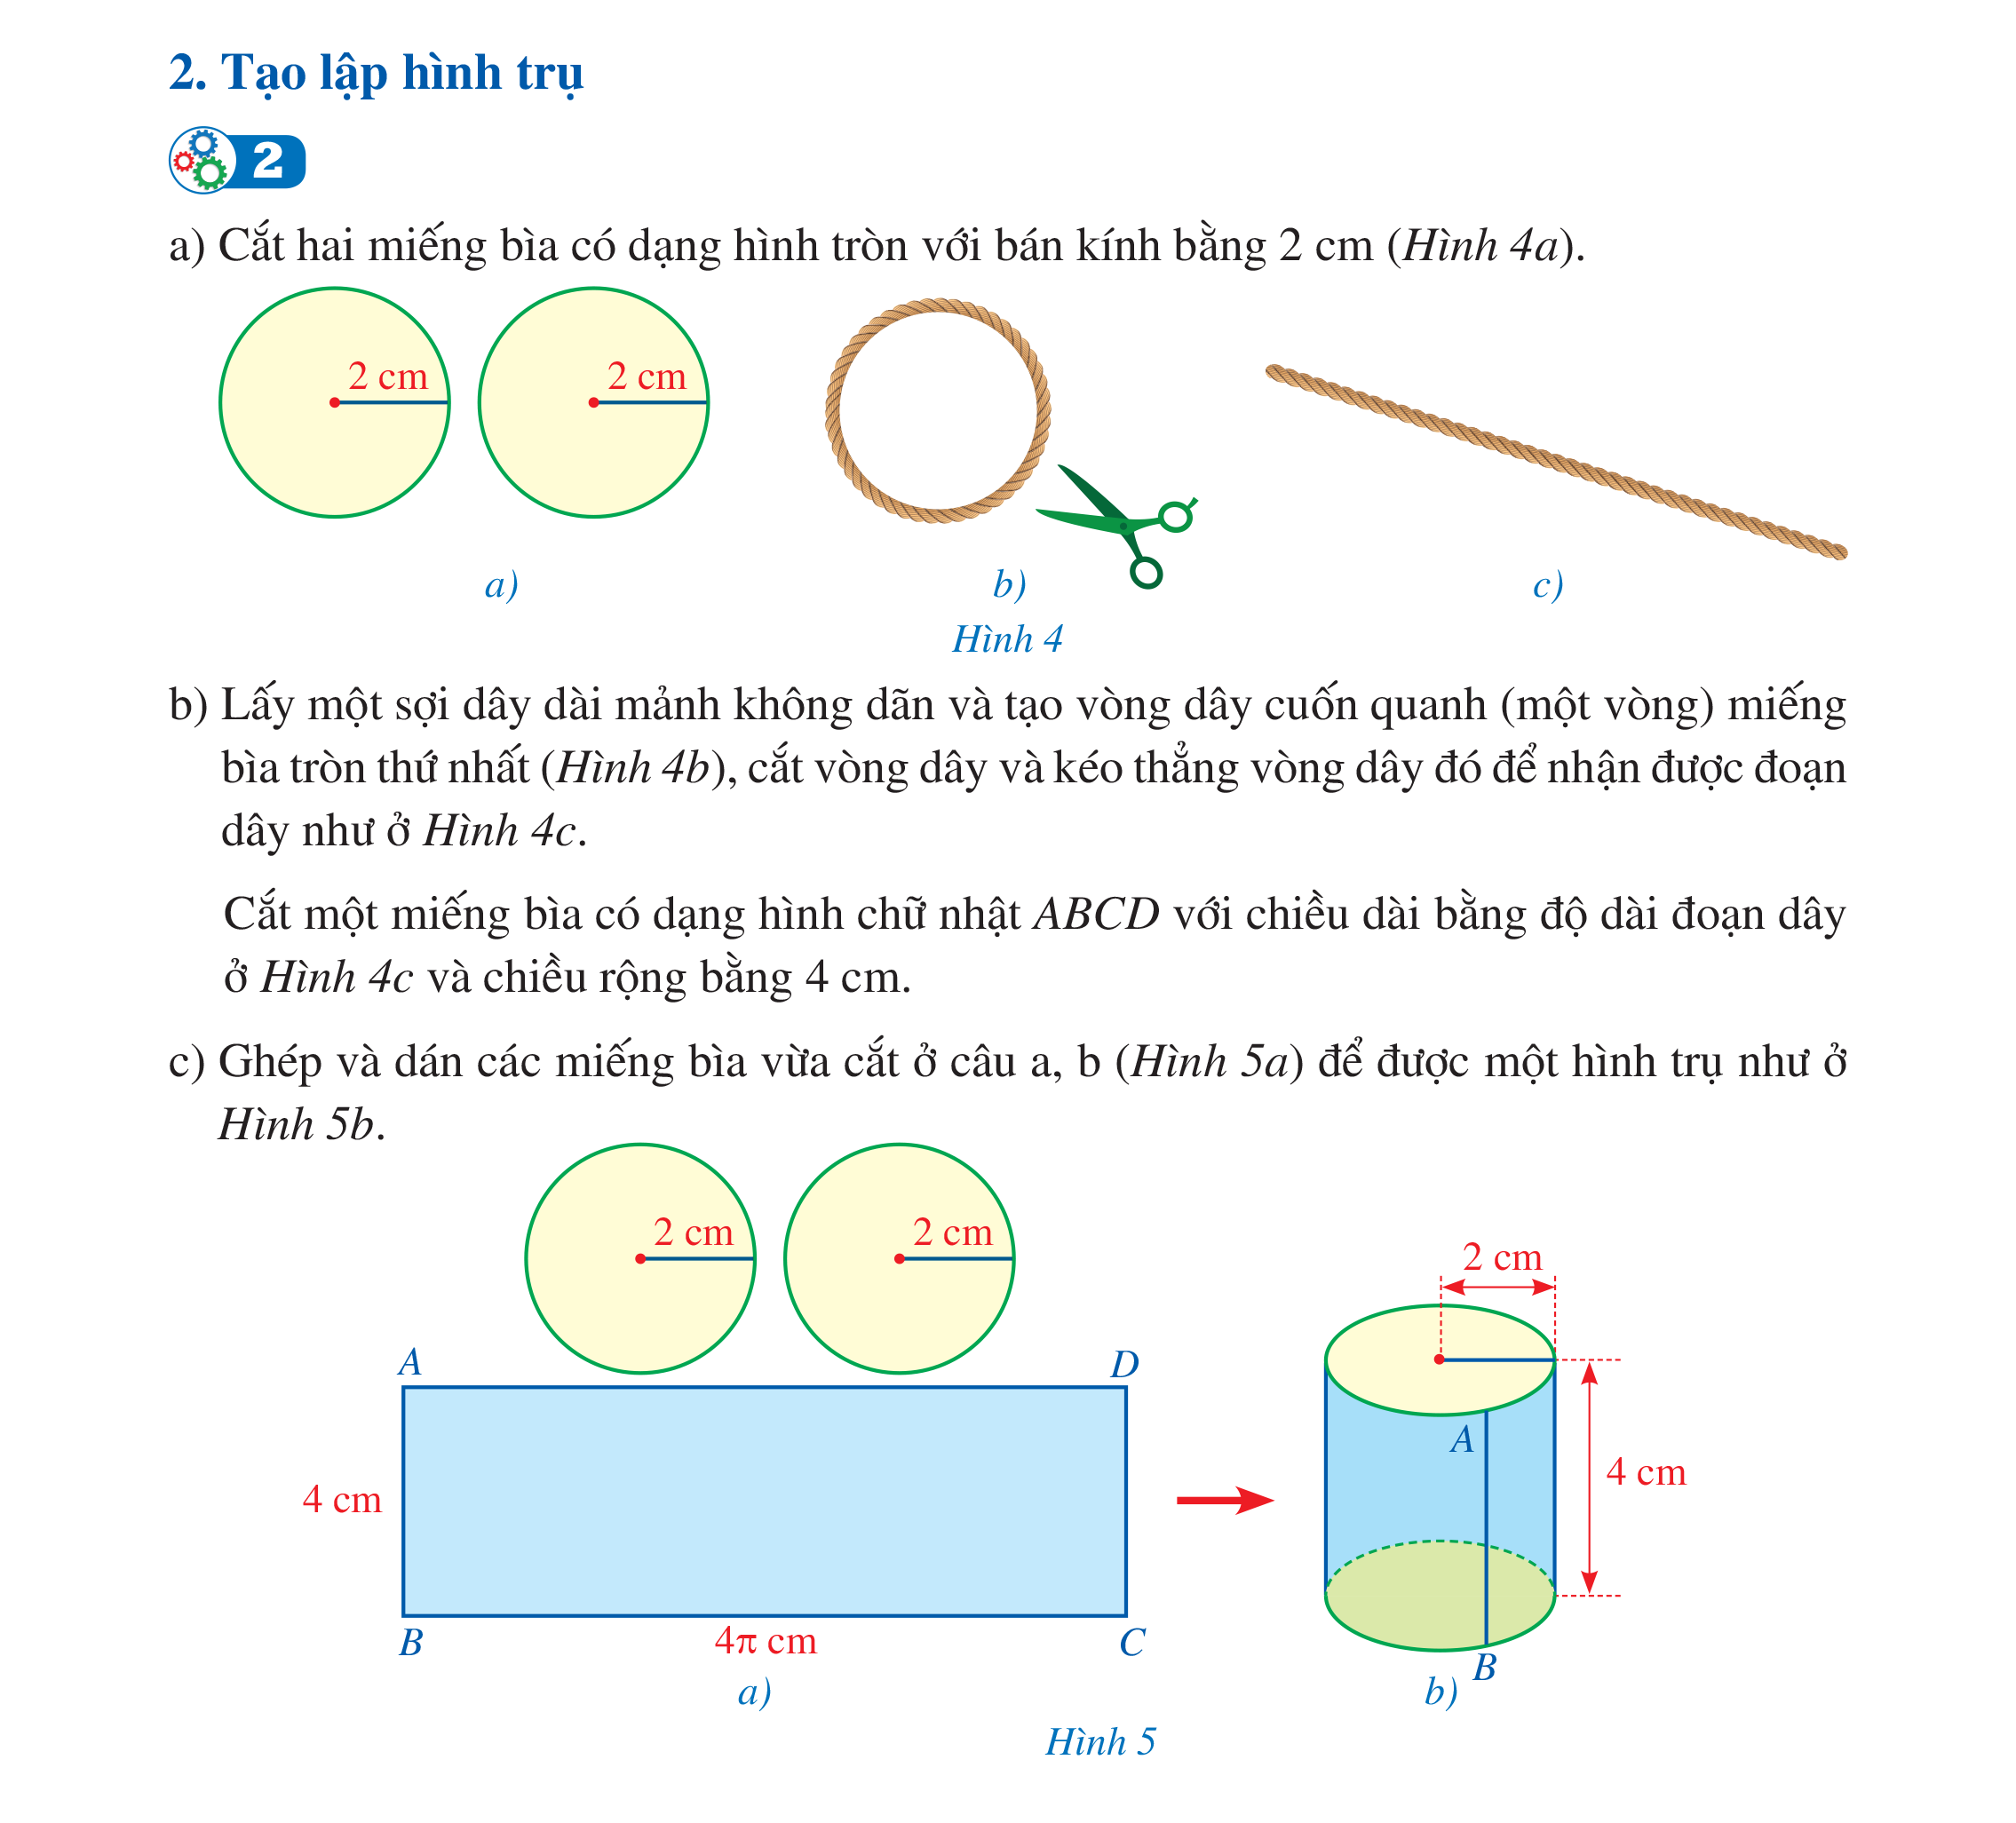 2. Tạo lập hình trụ
2
a) Cắt hai miếng bìa có dạng hình tròn với bán kính bằng 2 cm (Hình 4a).
2 cm 2 cm
a) b) c)
Hình 4
b) Lấy một sợi dây dài mảnh không dãn và tạo vòng dây cuốn quanh (một vòng) miếng
bìa tròn thứ nhất (Hình 4b), cắt vòng dây và kéo thẳng vòng dây đó để nhận được đoạn
dây như ở Hình 4c.
Cắt một miếng bìa có dạng hình chữ nhật ABCD với chiều dài bằng độ dài đoạn dây
ở Hình 4c và chiều rộng bằng 4 cm.
c) Ghép và dán các miếng bìa vừa cắt ở câu a, b (Hình 5a) để được một hình trụ như ở
Hình 5b.
2 cm 2 cm 2 cm
A D
A
4 cm 4 cm
B 4π cm C
B
a) b)
Hình 5